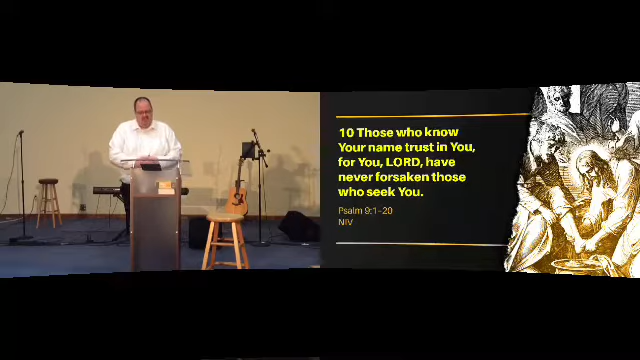 10 Those who know
Your name trust in You,
for You, LORD, have
never forsaken those
who seek You.
Psalm 9:1-20
NIV